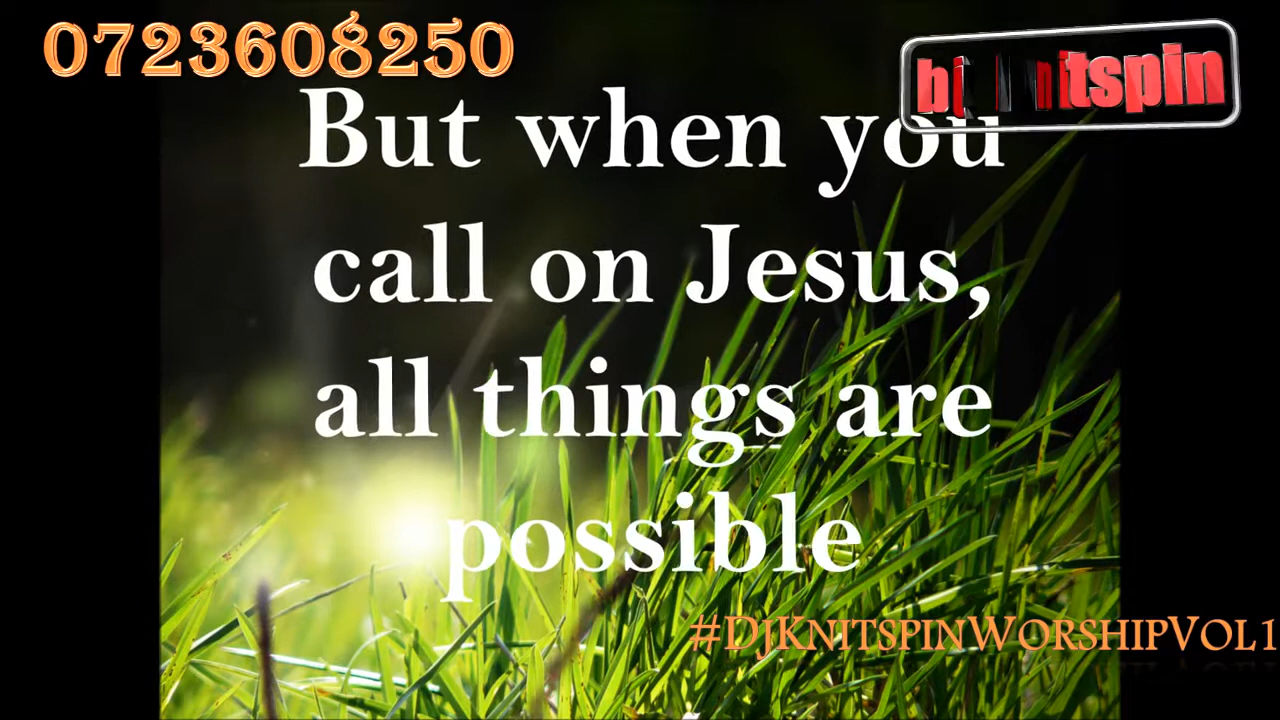 0723608250
But when you
call on Jesus,
all things are
possible
#DJKnitspinWorshipVol1